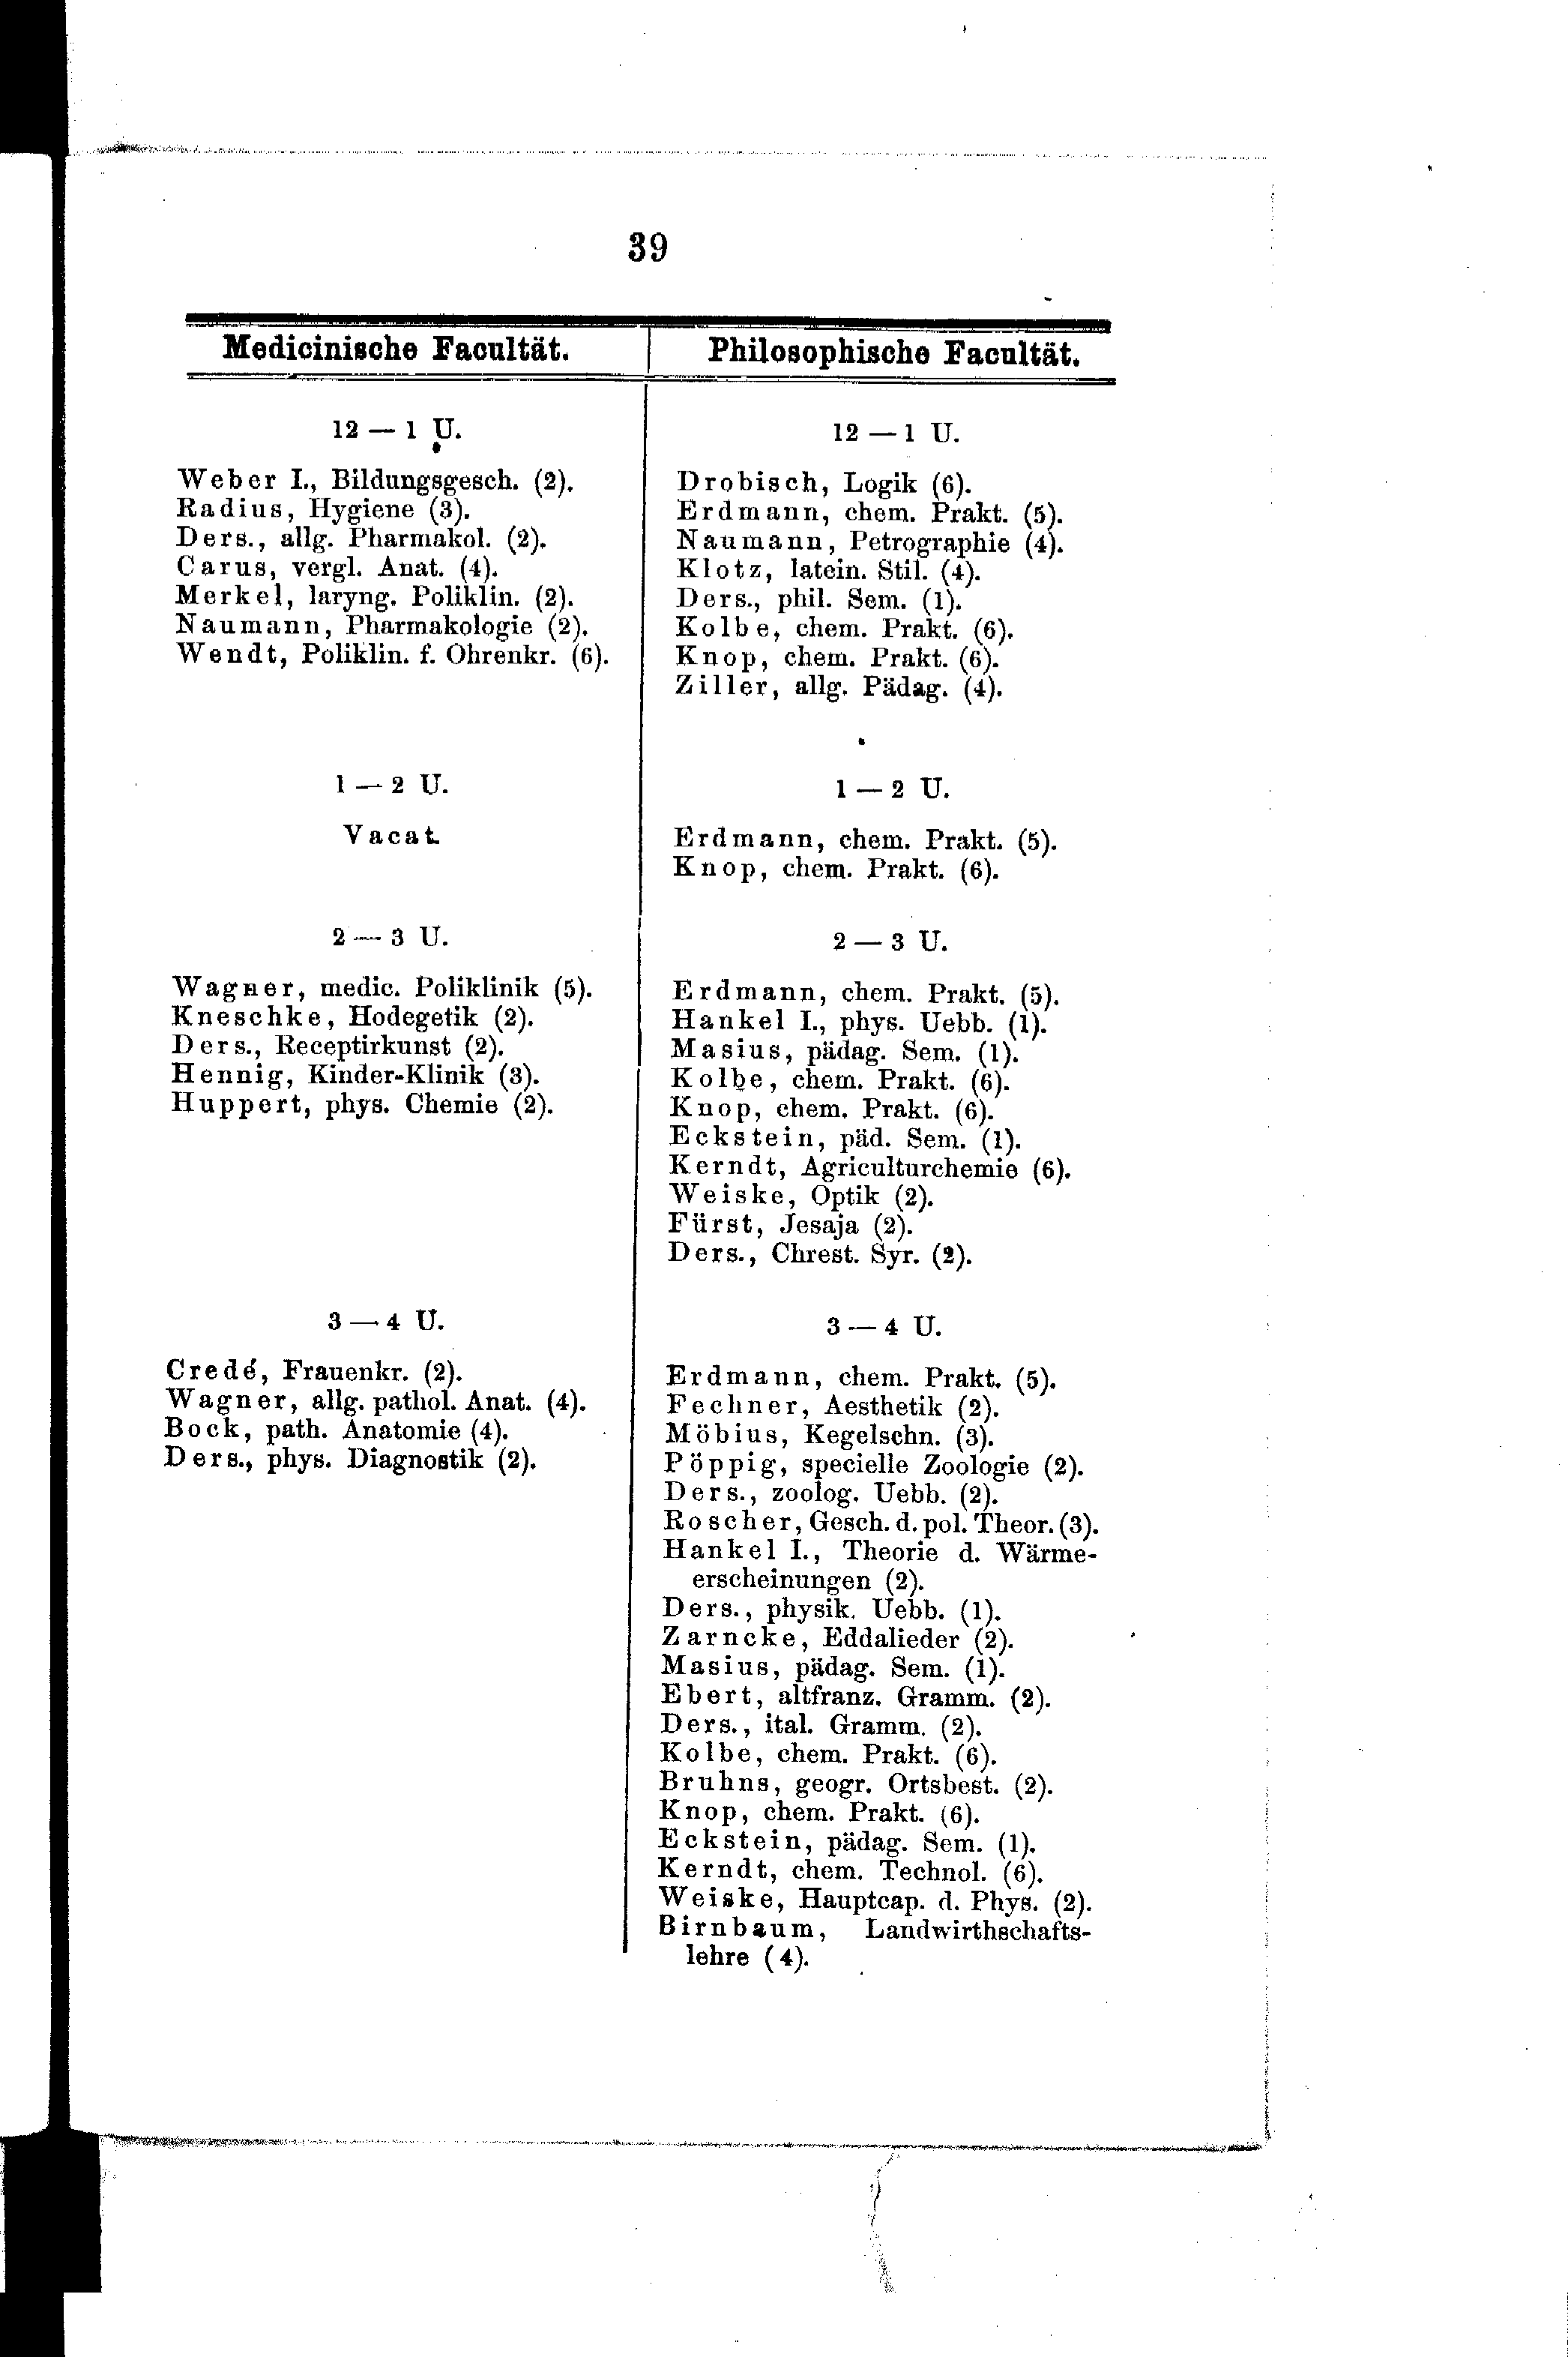 39
Medicinische Facultät.
12 — 1 U.
Weber I., Bildungsgesch. (2).
Radius, Hygiene (3).
Ders., allg. Pharmakol. (2).
Carus, vergl. Anat. (4).
Merkel, laryng. Poliklin. (2).
Naumann, Pharmakologie (2).
Wendt, Poliklin. f. Ohrenkr. (6).
1 — 2 U.
Vacat
2 — 3 U.
Wagner, medic. Poliklinik (5).
Kneschke, Hodegetik (2).
Ders., Receptirkunst (2).
Hennig, Kinder-Klinik (3).
Huppert, phys. Chemie (2).
3 — 4 U.
Credé, Frauenkr. (2).
Wagner, allg. pathol. Anat. (4).
Bock, path. Anatomie (4).
Ders., phys. Diagnostik (2).
Philosophische Facultät.
12 — 1 U.
Drobisch, Logik (6).
Erdmann, chem. Prakt. (5).
Naumann, Petrographie (4).
Klotz, latein. Stil. (4).
Ders., phil. Sem. (1).
Kolbe, chem. Prakt. (6).
Knop, chem. Prakt. (6).
Ziller, allg. Pädag. (4).
1 — 2 U.
Erdmann, chem. Prakt. (5).
Knop, chem. Prakt. (6).
2 — 3 U.
Erdmann, chem. Prakt. (5).
Hankel I., phys. Uebb. (1).
Masius, pädag. Sem. (1).
Kolbe, chem. Prakt. (6).
Knop, chem. Prakt. (6).
Eckstein, päd. Sem. (1).
Kerndt, Agriculturchemie (6).
Weiske, Optik (2).
Fürst, Jesaja (2).
Ders., Chrest. Syr. (2).
3 — 4 U.
Erdmann, chem. Prakt. (5).
Fechner, Aesthetik (2).
Möbius, Kegelschn. (3).
Pöppig, specielle Zoologie (2).
Ders., zoolog. Uebb. (2).
Roscher, Gesch. d. pol. Theor. (3).
Hankel I., Theorie d. Wärme-
erscheinungen (2).
Ders., physik. Uebb. (1).
Zarncke, Eddalieder (2).
Masius, pädag. Sem. (1).
Ebert, altfranz. Gramm. (2).
Ders., ital. Gramm. (2).
Kolbe, chem. Prakt. (6).
Bruhns, geogr. Ortsbest. (2).
Knop, chem. Prakt. (6).
Eckstein, pädag. Sem. (1).
Kerndt, chem. Technol. (6).
Weiske, Hauptcap. d. Phys. (2).
Birnbaum, Landwirthschafts-
lehre (4).